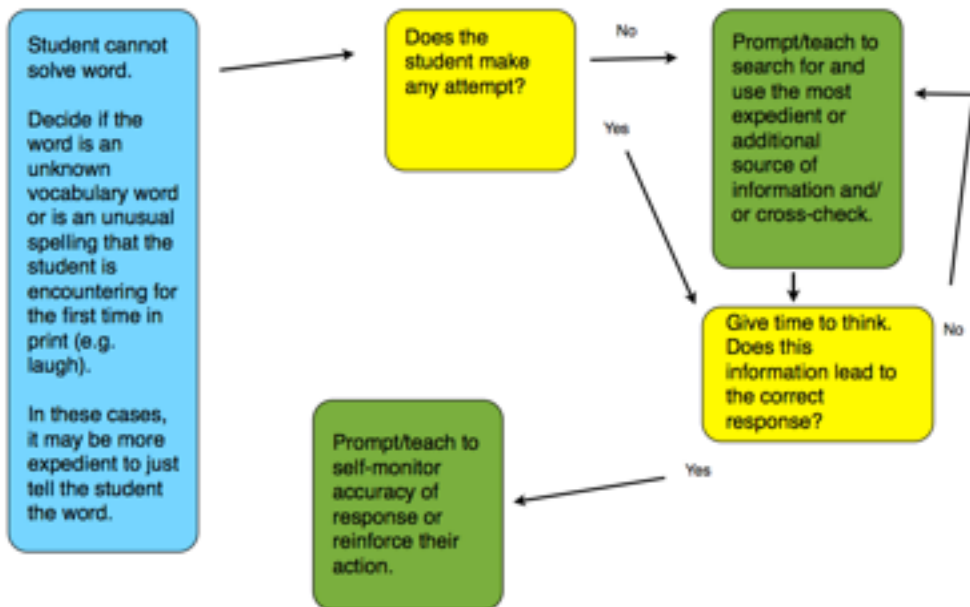 Student cannot
solve word.
Decide if the
word is an
unknown
vocabulary word
or is an unusual
spelling that the
student is
encountering for
the first time in
print (e.g.
laugh).
In these cases,
it may be more
expedient to just
tell the student
the word.
Does the
student make
any attempt?
No
Yes
Prompt/teach to
search for and
use the most
expedient or
additional
source of
information and/
or cross-check.
Give time to think.
Does this
information lead to
the correct
response?
No
Yes
Prompt/teach to
self-monitor
accuracy of
response or
reinforce their
action.